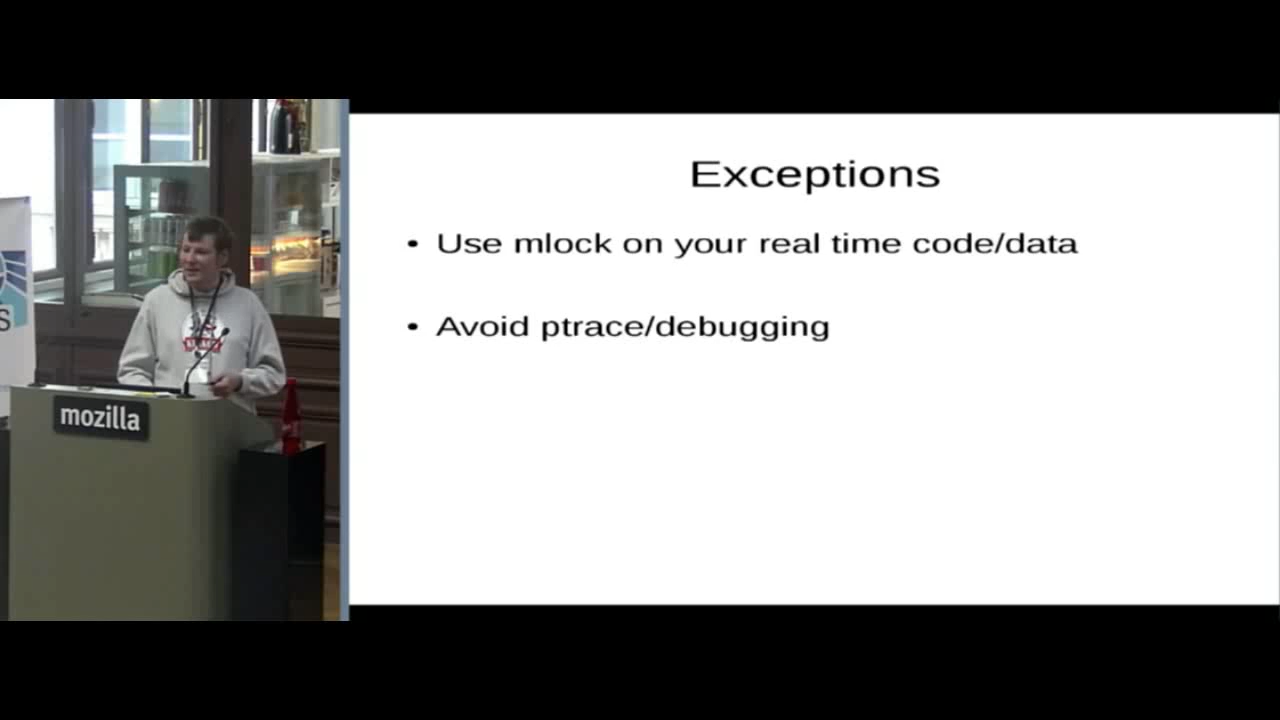 Exceptions
• Use mlock on your real time code/data
• Avoid ptrace/debugging
mozilla
S